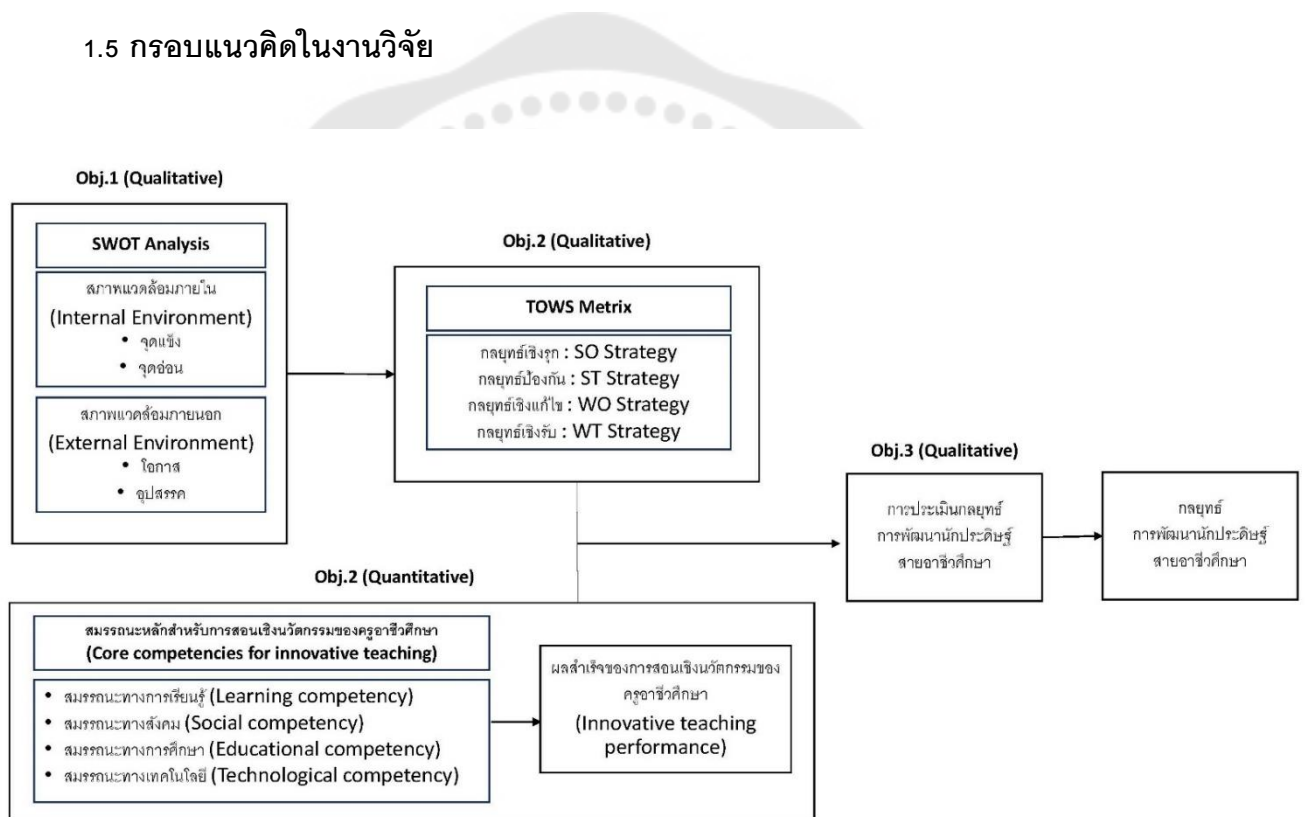 1.5 กรอบแนวคิดในงานวิจัย
Obj.1 (Qualitative)
SWOT Analysis
สภาพแวดล้อมภายใน
(Internal Environment)
• จุดแข็ง
• จุดอ่อน
สภาพแวดล้อมภายนอก
(External Environment)
• โอกาส
• อุปสรรค
Obj.2 (Qualitative)
TOWS Metrix
กลยุทธ์เชิงรุก : SO Strategy
กลยุทธ์ป้องกัน : ST Strategy
กลยุทธ์เชิงแก้ไข : WO Strategy
กลยุทธ์เชิงรับ : WT Strategy
Obj.3 (Qualitative)
การประเมินกลยุทธ์
การพัฒนานักประดิษฐ์
สายอาชีวศึกษา
กลยุทธ์
การพัฒนานักประดิษฐ์
สายอาชีวศึกษา
Obj.2 (Quantitative)
สมรรถนะหลักสำหรับการสอนเชิงนวัตกรรมของครูอาชีวศึกษา
(Core competencies for innovative teaching)
• สมรรถนะทางการเรียนรู้ (Learning competency)
• สมรรถนะทางสังคม (Social competency)
• สมรรถนะทางการศึกษา (Educational competency)
• สมรรถนะทางเทคโนโลยี (Technological competency)
ผลสำเร็จของการสอนเชิงนวัตกรรมของ
ครูอาชีวศึกษา
(Innovative teaching
performance)